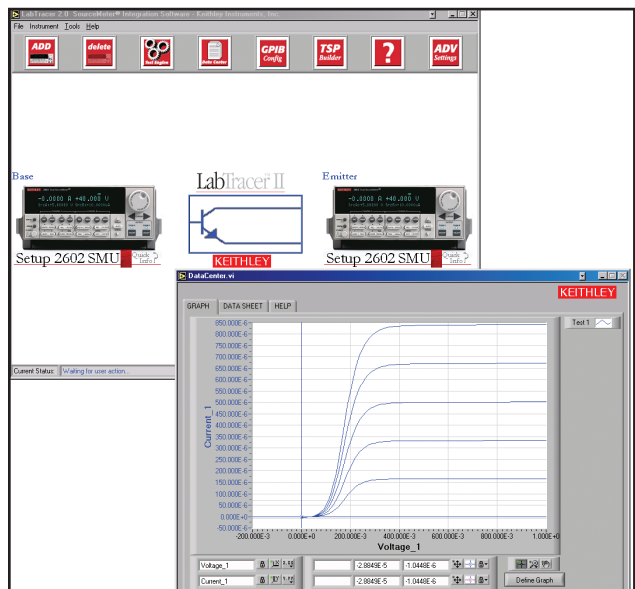 LabTracer 2.0 SourceMeter® Integration Software - Keithley Instruments, Inc.
File Instrument Tools Help
ADD
delete
Test Engine
Data Center
GPIB Config
TSP Builder
?
ADV Settings
Base
LabTracer II
Emitter
-0.0000 A +40.000 V
-0.0000 A +40.000 V
Setup 2602 SMU
Quick Info?
KEITHLEY
Setup 2602 SMU
Quick Info?
Current Status:
Waiting for user action...
DataCenter.vi
KEITHLEY
GRAPH
DATA SHEET
HELP
Test 1
850.000E-6
750.000E-6
700.000E-6
650.000E-6
600.000E-6
550.000E-6
500.000E-6
450.000E-6
400.000E-6
350.000E-6
300.000E-6
250.000E-6
200.000E-6
150.000E-6
100.000E-6
50.000E-6
0.000E+0
-50.000E-6
Current_1
-200.000E-3
0.000E+0
200.000E-3
400.000E-3
600.000E-3
800.000E-3
1.000E+0
Voltage_1
Voltage_1
-2.8849E-5
-1.0448E-6
Current_1
-2.8849E-5
-1.0448E-6
Define Graph